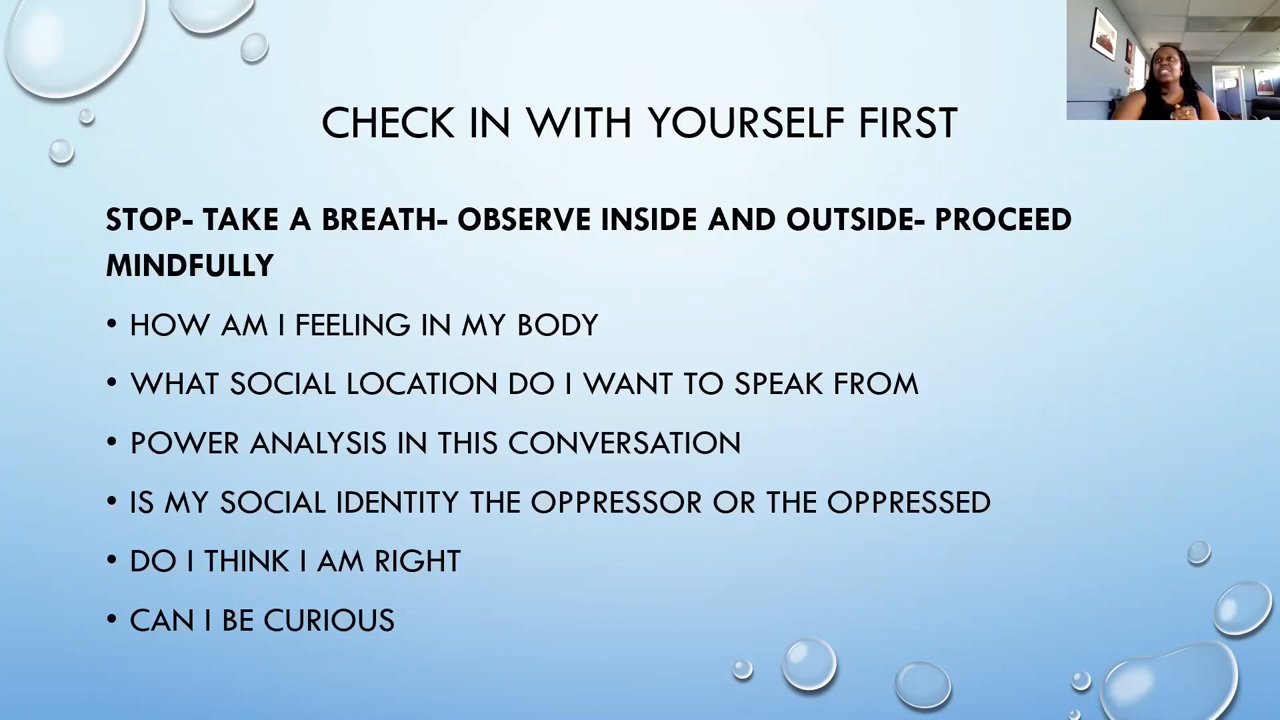 CHECK IN WITH YOURSELF FIRST
STOP- TAKE A BREATH- OBSERVE INSIDE AND OUTSIDE- PROCEED
MINDFULLY
• HOW AM I FEELING IN MY BODY
• WHAT SOCIAL LOCATION DO I WANT TO SPEAK FROM
• POWER ANALYSIS IN THIS CONVERSATION
• IS MY SOCIAL IDENTITY THE OPPRESSOR OR THE OPPRESSED
• DO I THINK I AM RIGHT
• CAN I BE CURIOUS